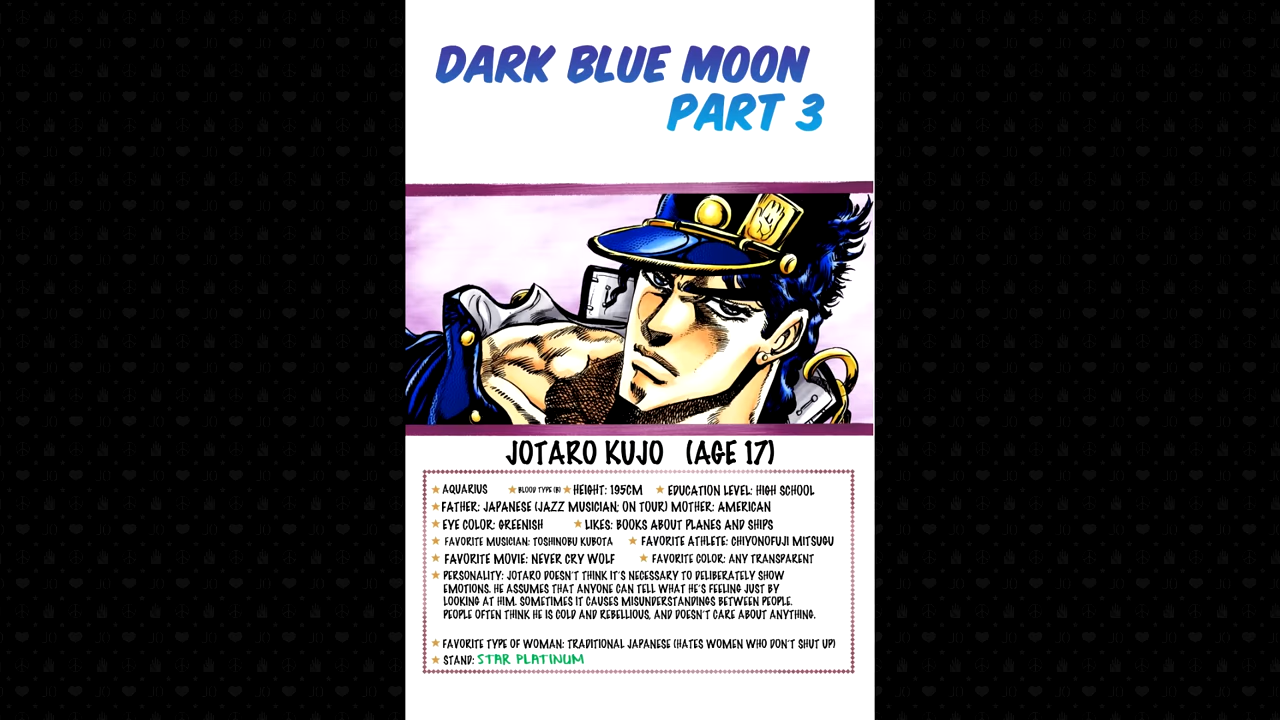 DARK BLUE MOON
PART 3
JOTARO KUJO (AGE 17)
AQUARIUS BLOOD TYPE (B) HEIGHT: 195CM EDUCATION LEVEL: HIGH SCHOOL
FATHER: JAPANESE (JAZZ MUSICIAN; ON TOUR) MOTHER: AMERICAN
EYE COLOR: GREENISH LIKES: BOOKS ABOUT PLANES AND SHIPS
FAVORITE MUSICIAN: TOSHINOBU KUBOTA FAVORITE ATHLETE: CHIYONOFUJI MITSUGU
FAVORITE MOVIE: NEVER CRY WOLF FAVORITE COLOR: ANY TRANSPARENT
PERSONALITY: JOTARO DOESN'T THINK IT'S NECESSARY TO DELIBERATELY SHOW
EMOTIONS. HE ASSUMES THAT ANYONE CAN TELL WHAT HE'S FEELING JUST BY
LOOKING AT HIM. SOMETIMES IT CAUSES MISUNDERSTANDINGS BETWEEN PEOPLE.
PEOPLE OFTEN THINK HE IS COLD AND REBELLIOUS, AND DOESN'T CARE ABOUT ANYTHING.
FAVORITE TYPE OF WOMAN: TRADITIONAL JAPANESE (HATES WOMEN WHO DON'T SHUT UP)
STAND: STAR PLATINUM